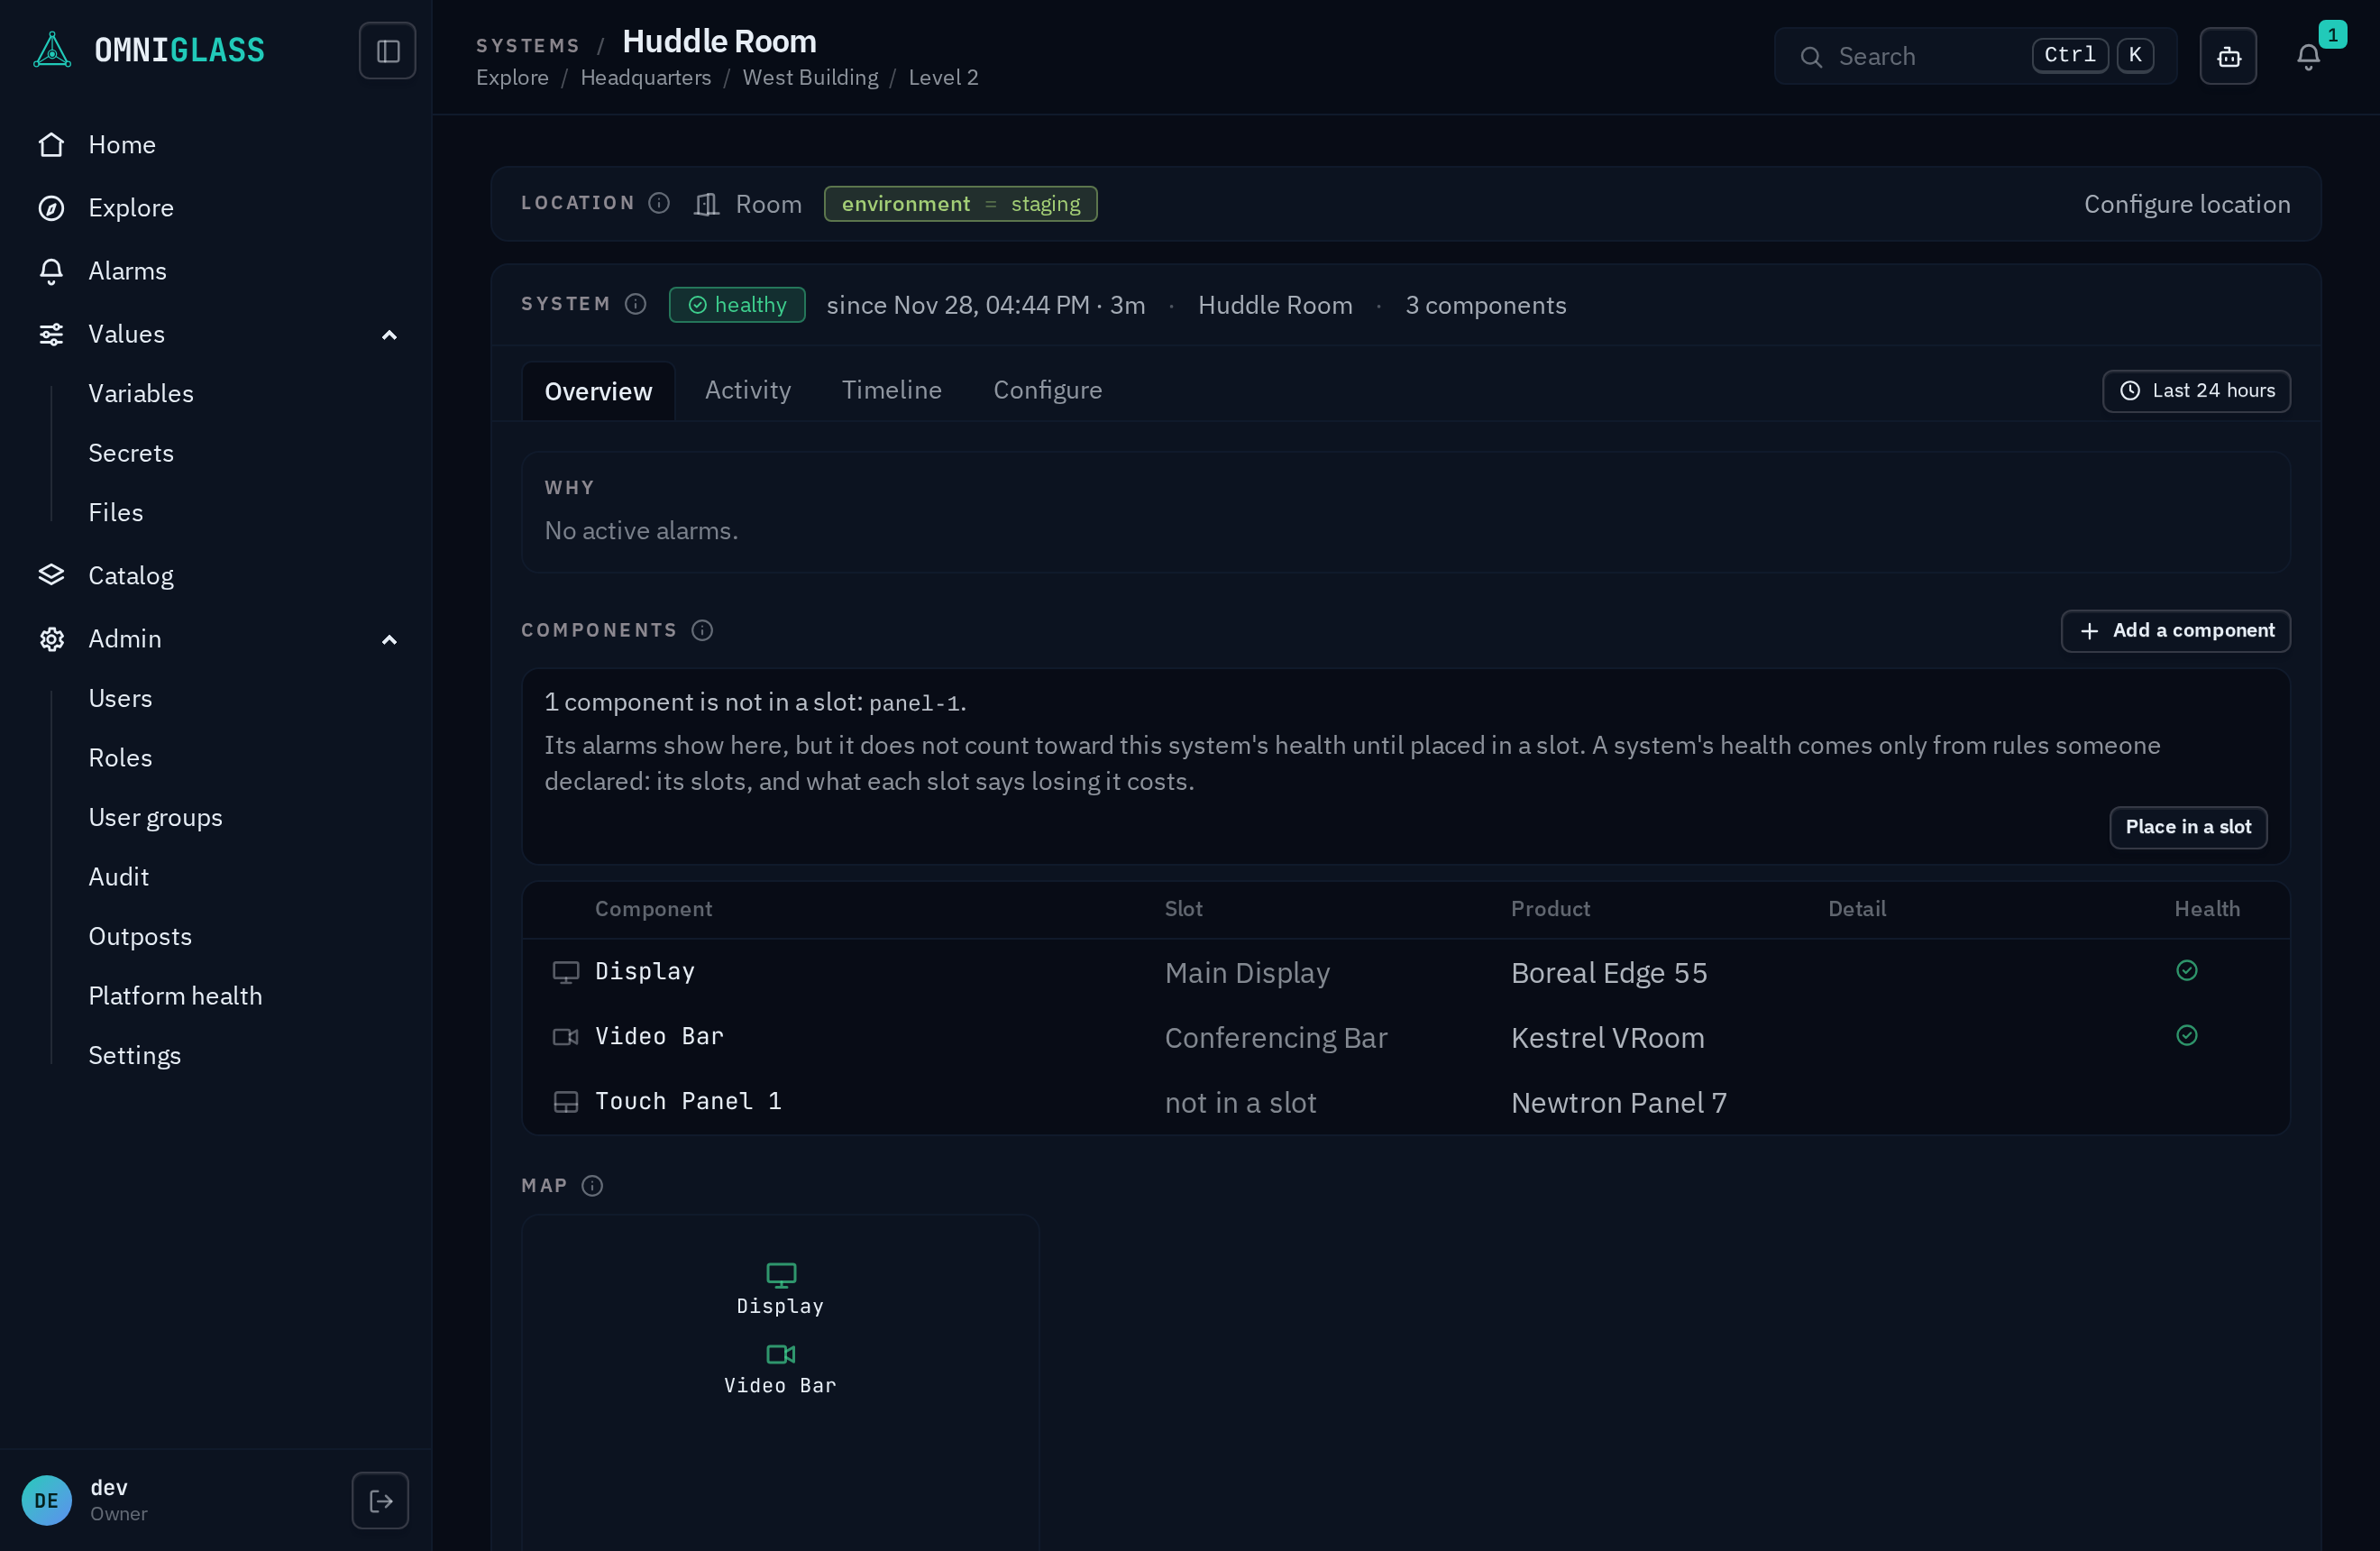 OMNIGLASS
Home
Explore
Alarms
Values
Variables
Secrets
Files
Catalog
Admin
Users
Roles
User groups
Audit
Outposts
Platform health
Settings
DE
dev
Owner
SYSTEMS / Huddle Room
Explore / Headquarters / West Building / Level 2
Search Ctrl K
1
LOCATION Room environment = staging Configure location
SYSTEM healthy since Nov 28, 04:44 PM · 3m · Huddle Room · 3 components
Overview Activity Timeline Configure Last 24 hours
WHY
No active alarms.
COMPONENTS Add a component
1 component is not in a slot: panel-1.
Its alarms show here, but it does not count toward this system's health until placed in a slot. A system's health comes only from rules someone
declared: its slots, and what each slot says losing it costs.
Place in a slot
Component Slot Product Detail Health
Display Main Display Boreal Edge 55
Video Bar Conferencing Bar Kestrel VRoom
Touch Panel 1 not in a slot Newtron Panel 7
MAP
Display
Video Bar